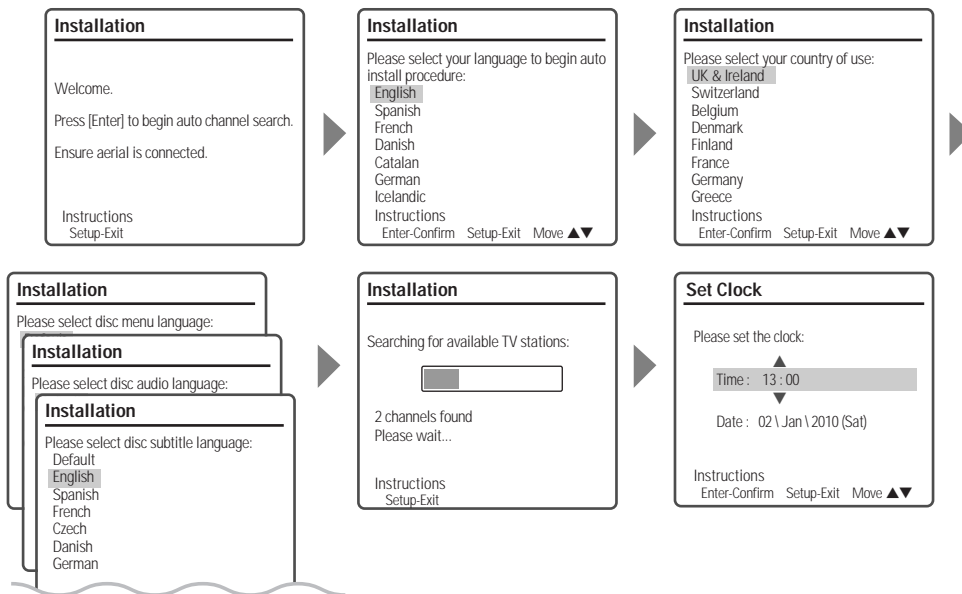 Installation
Welcome.
Press [Enter] to begin auto channel search.
Ensure aerial is connected.
Instructions
Setup-Exit
Installation
Please select your language to begin auto
install procedure:
English
Spanish
French
Danish
Catalan
German
Icelandic
Instructions
Enter-Confirm Setup-Exit Move ▲▼
Installation
Please select your country of use:
UK & Ireland
Switzerland
Belgium
Denmark
Finland
France
Germany
Greece
Instructions
Enter-Confirm Setup-Exit Move ▲▼
Installation
Please select disc menu language:
Installation
Please select disc audio language:
Installation
Please select disc subtitle language:
Default
English
Spanish
French
Czech
Danish
German
Installation
Searching for available TV stations:
2 channels found
Please wait...
Instructions
Setup-Exit
Set Clock
Please set the clock:
Time : 13 : 00
Date : 02 \ Jan \ 2010 (Sat)
Instructions
Enter-Confirm Setup-Exit Move ▲▼